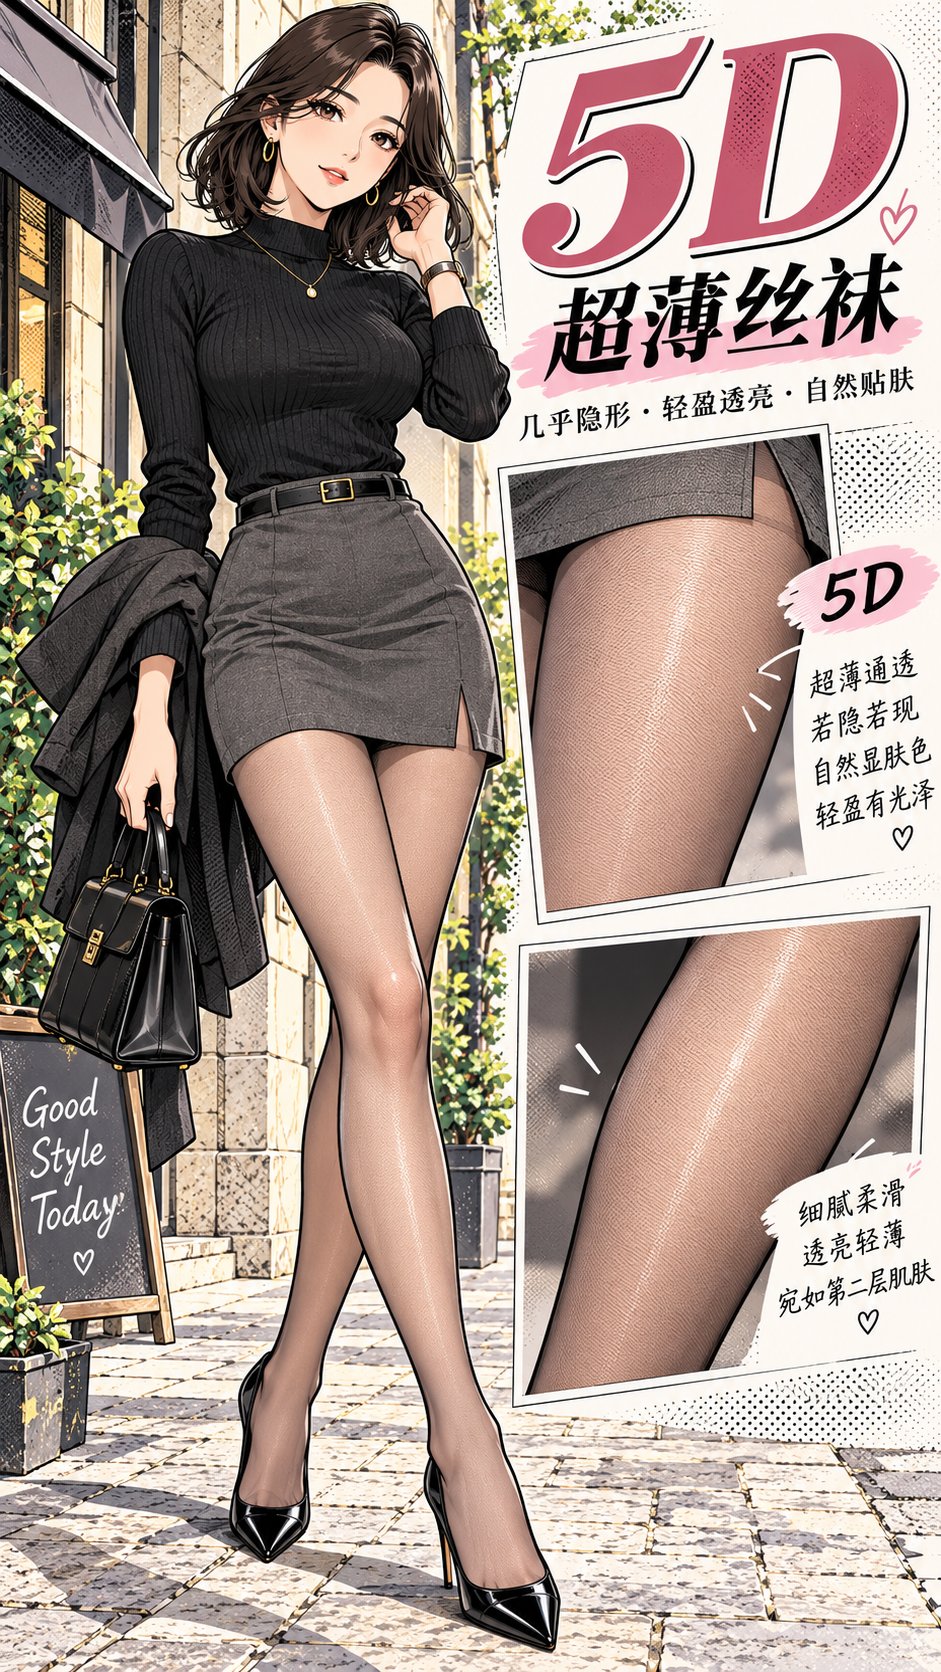 5D
超薄丝袜
几乎隐形·轻盈透亮·自然贴肤
5D
超薄通透
若隐若现
自然显肤色
轻盈有光泽
细腻柔滑
透亮轻薄
宛如第二层肌肤
Good
Style
Today